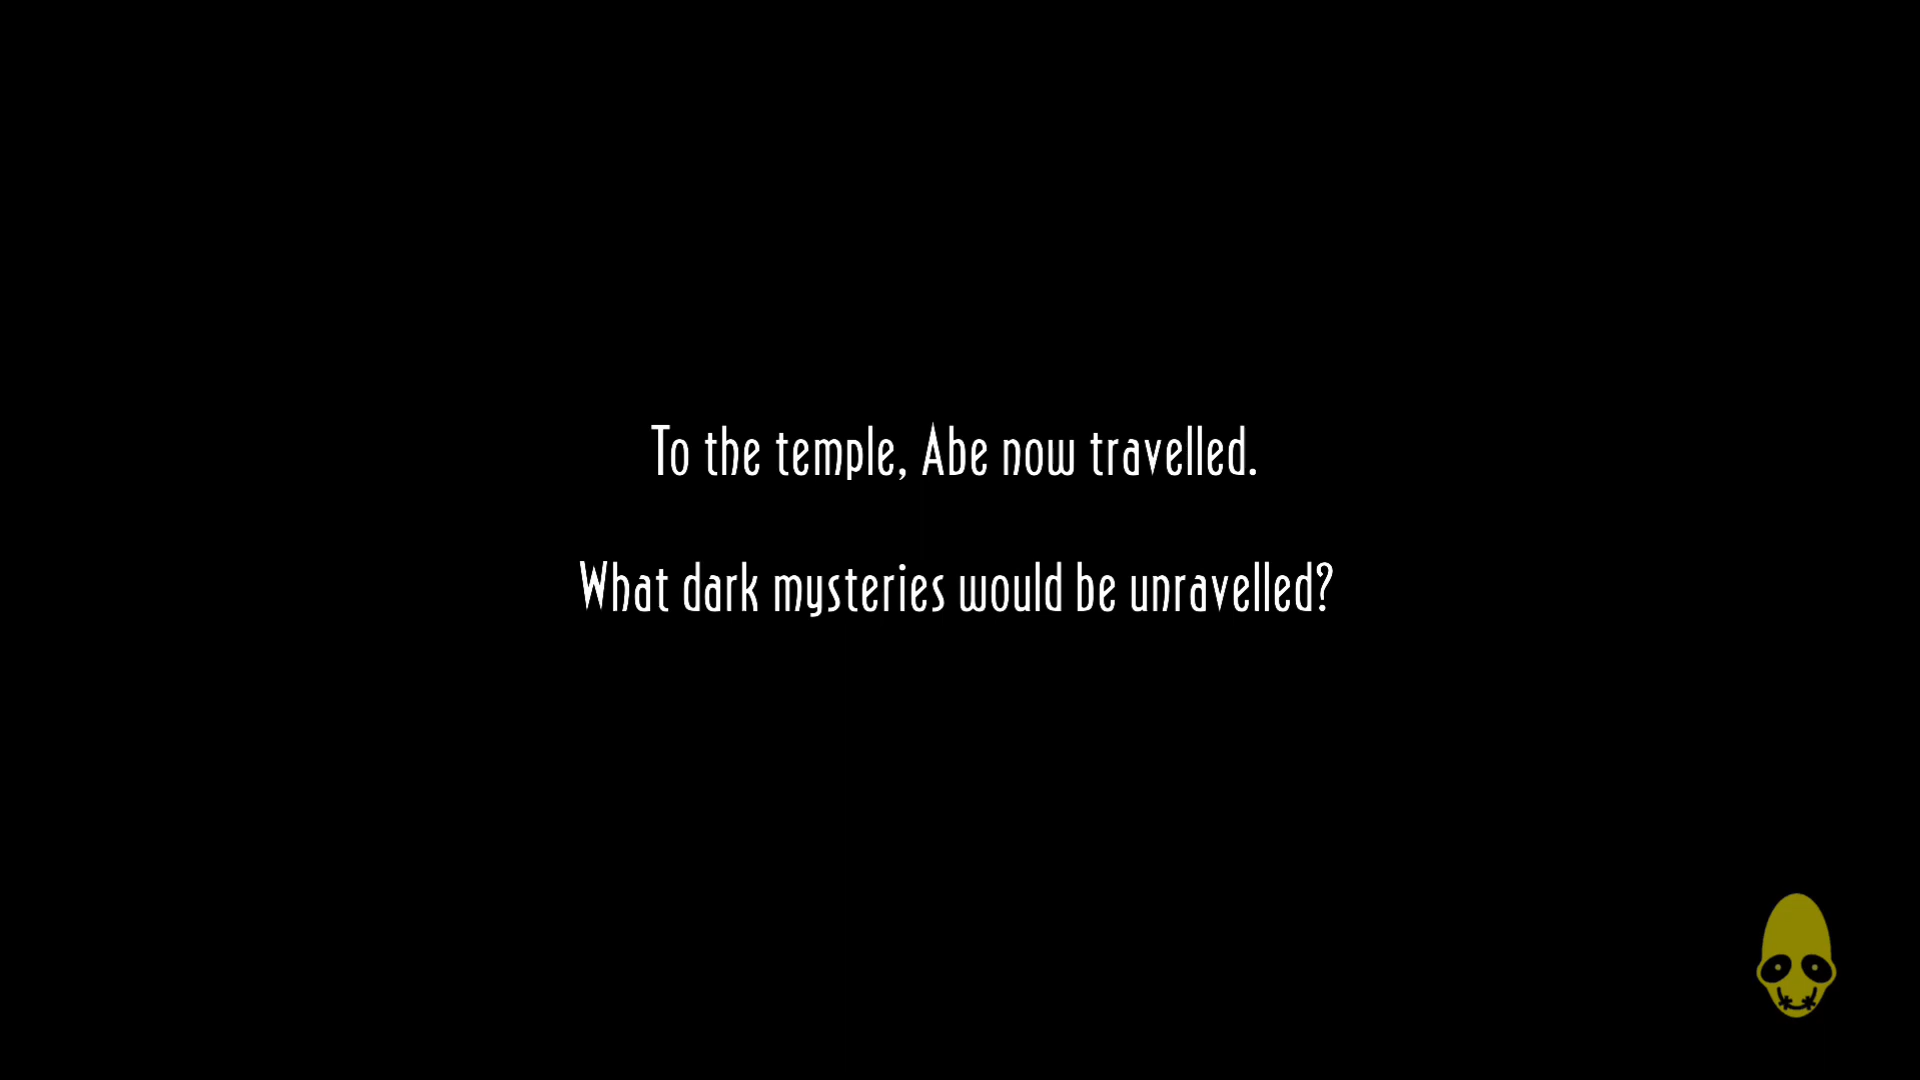 To the temple, Abe now travelled.
What dark mysteries would be unravelled?